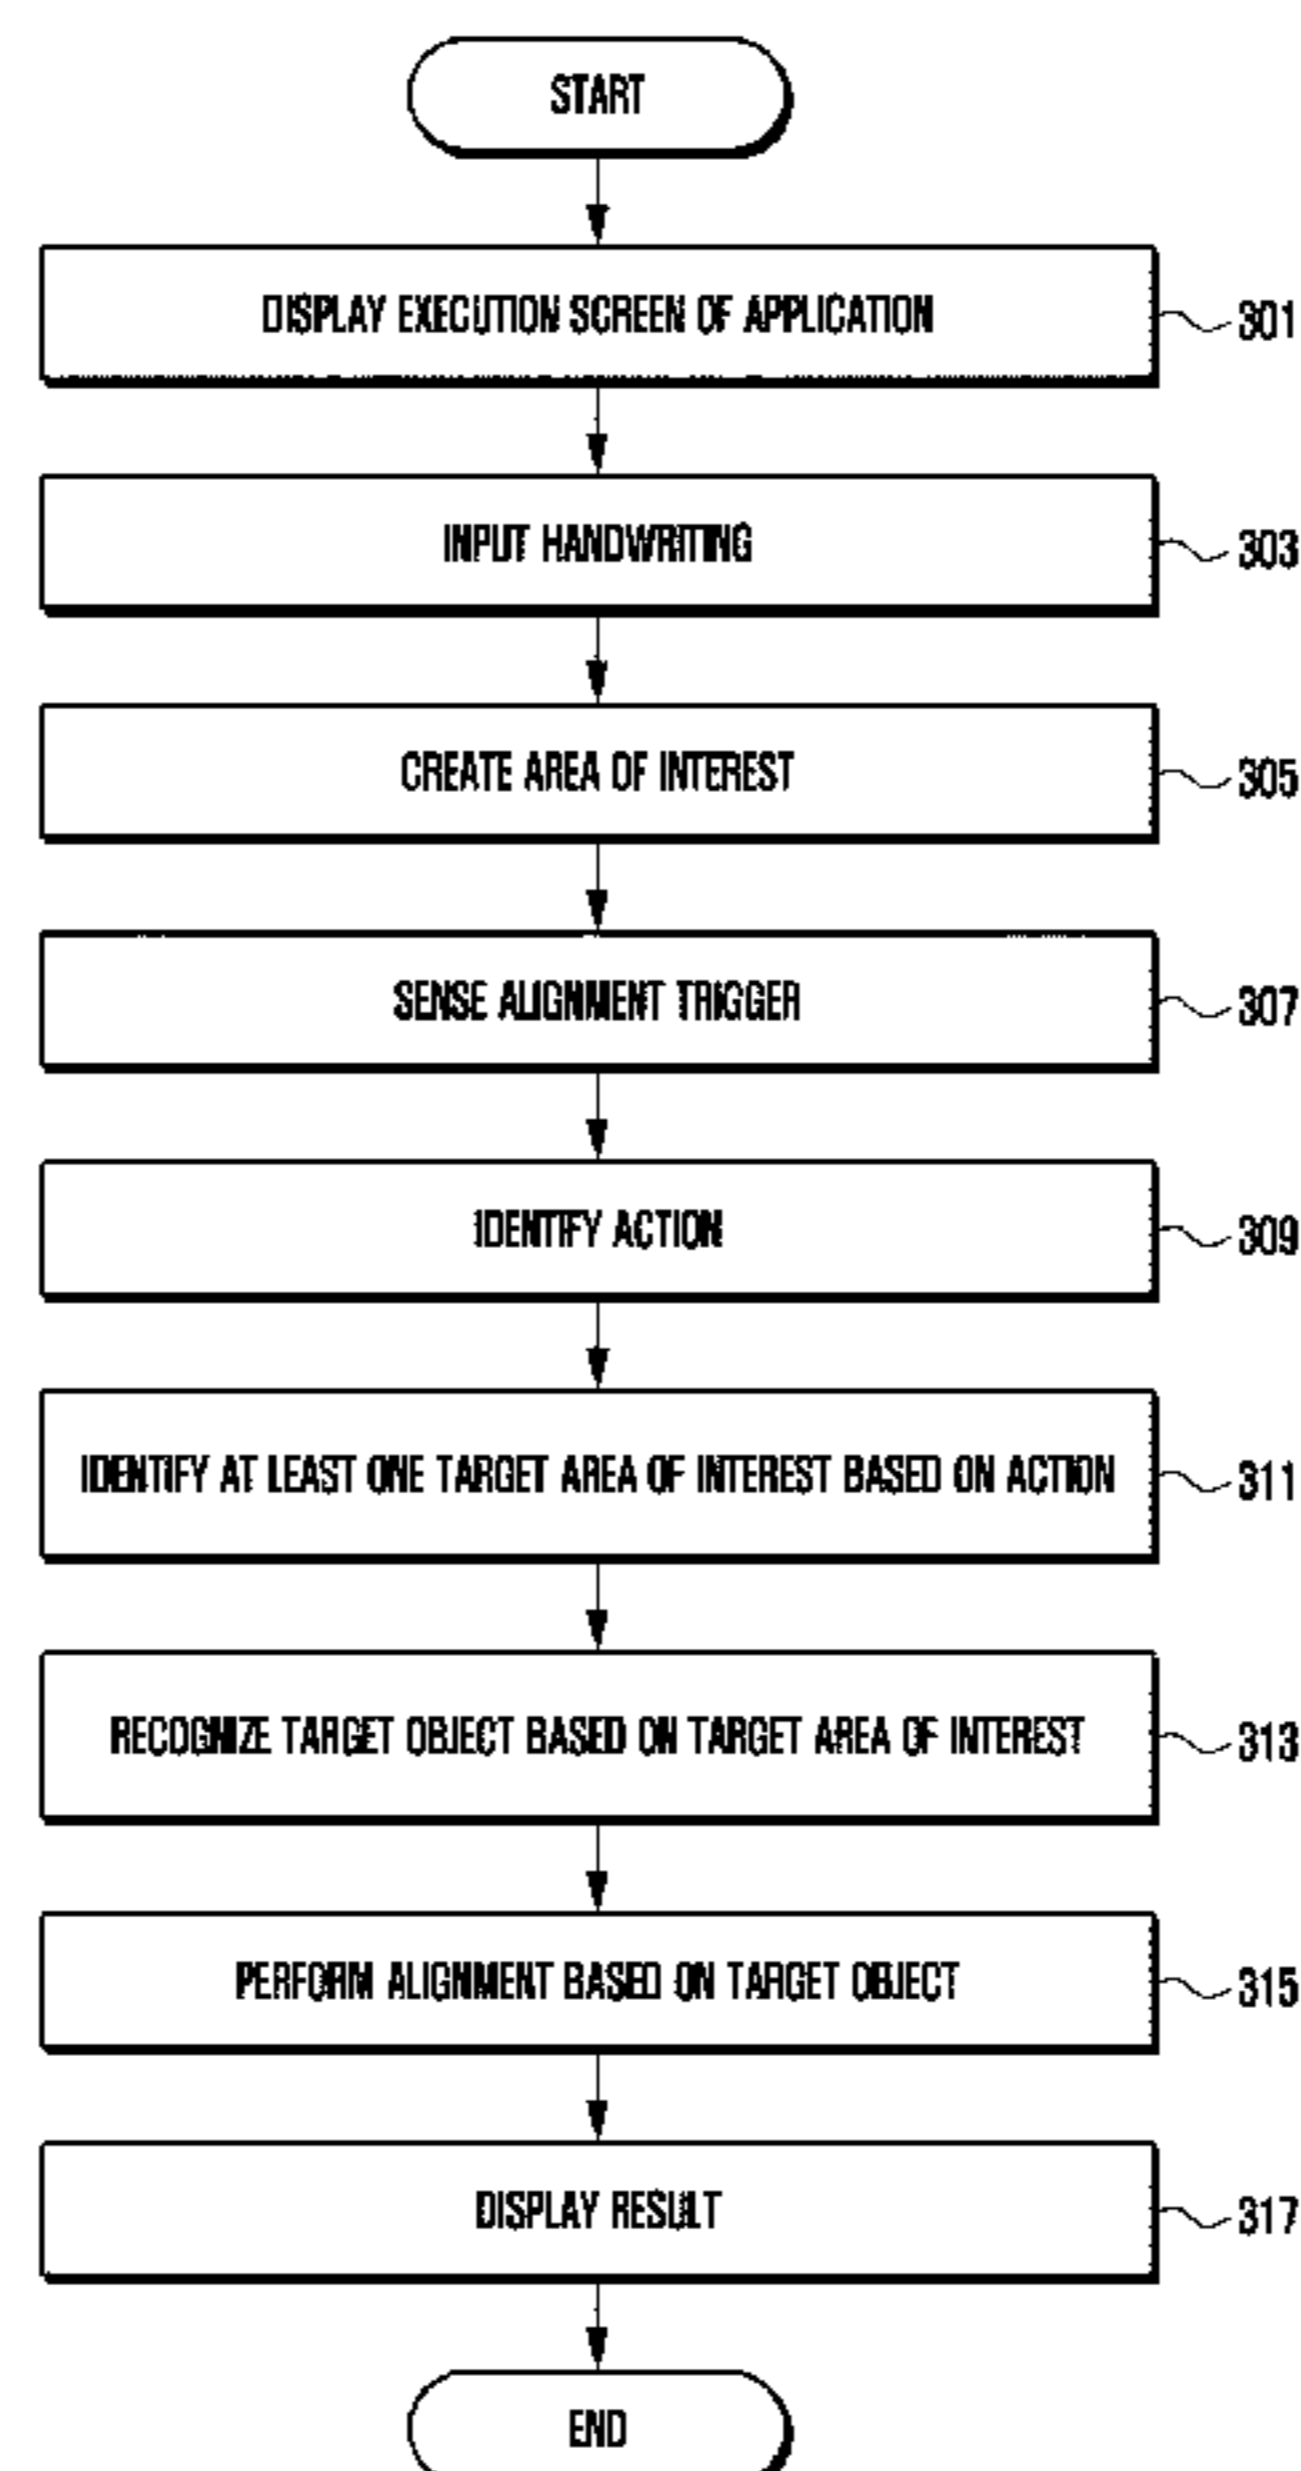 START
DISPLAY EXECUTION SCREEN OF APPLICATION
301
INPUT HANDWRITING
303
CREATE AREA OF INTEREST
305
SENSE ALIGNMENT TRIGGER
307
IDENTIFY ACTION
309
IDENTIFY AT LEAST ONE TARGET AREA OF INTEREST BASED ON ACTION
311
RECOGNIZE TARGET OBJECT BASED ON TARGET AREA OF INTEREST
313
PERFORM ALIGNMENT BASED ON TARGET OBJECT
315
DISPLAY RESULT
317
END